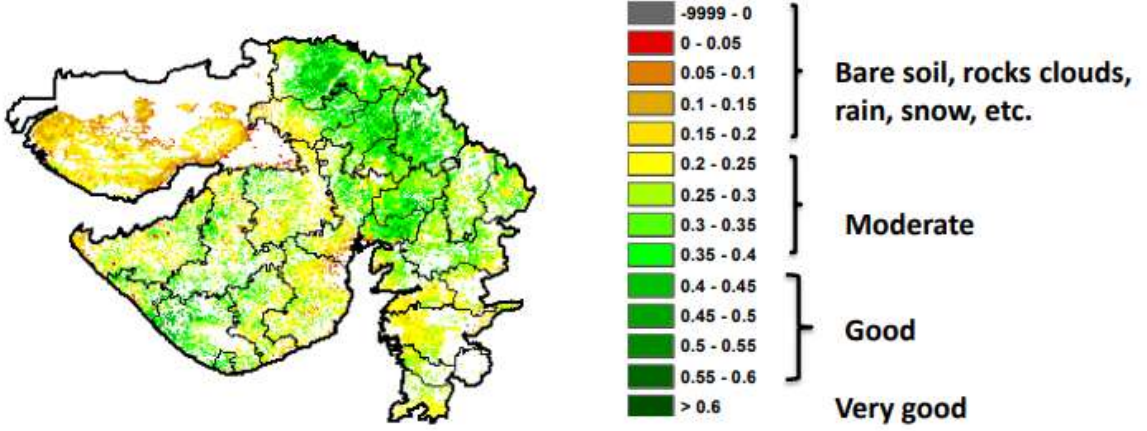 -9999 - 0
0 - 0.05
0.05 - 0.1
0.1 - 0.15
0.15 - 0.2
0.2 - 0.25
0.25 - 0.3
0.3 - 0.35
0.35 - 0.4
0.4 - 0.45
0.45 - 0.5
0.5 - 0.55
0.55 - 0.6
> 0.6
Bare soil, rocks clouds,
rain, snow, etc.
Moderate
Good
Very good